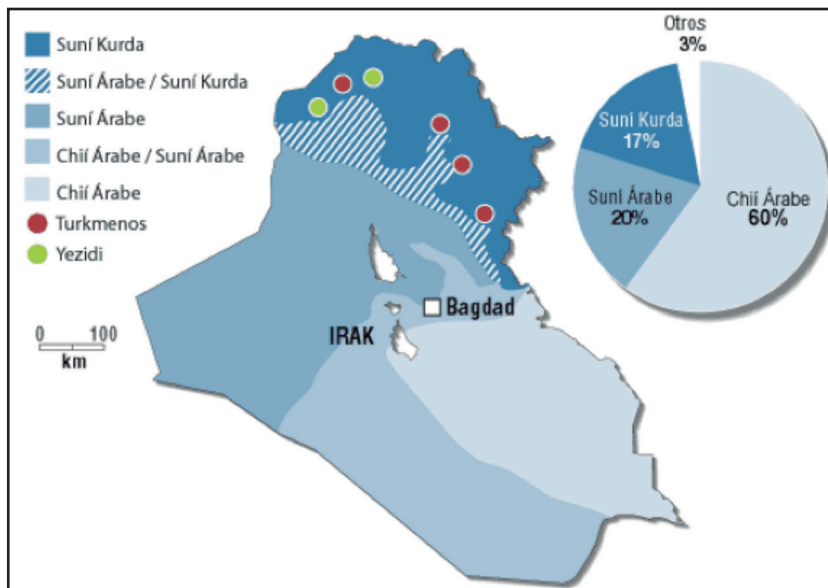 Suní Kurda
Suní Árabe / Suní Kurda
Suní Árabe
Chií Árabe / Suní Árabe
Chií Árabe
Turkmenos
Yezidi
0 100
km
IRAK
Bagdad
Otros
3%
Suní Kurda
17%
Suní Árabe
20%
Chií Árabe
60%